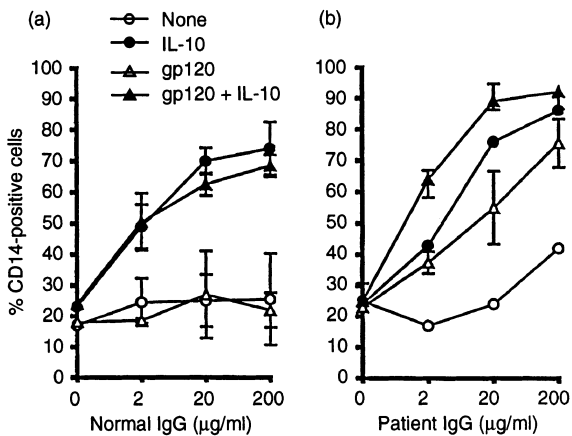 (a)
None
IL-10
gp120
gp120 + IL-10
(b)
% CD14-positive cells
100
90
80
70
60
50
40
30
20
10
0
0 2 20 200
Normal IgG (μg/ml)
100
90
80
70
60
50
40
30
20
10
0
0 2 20 200
Patient IgG (μg/ml)